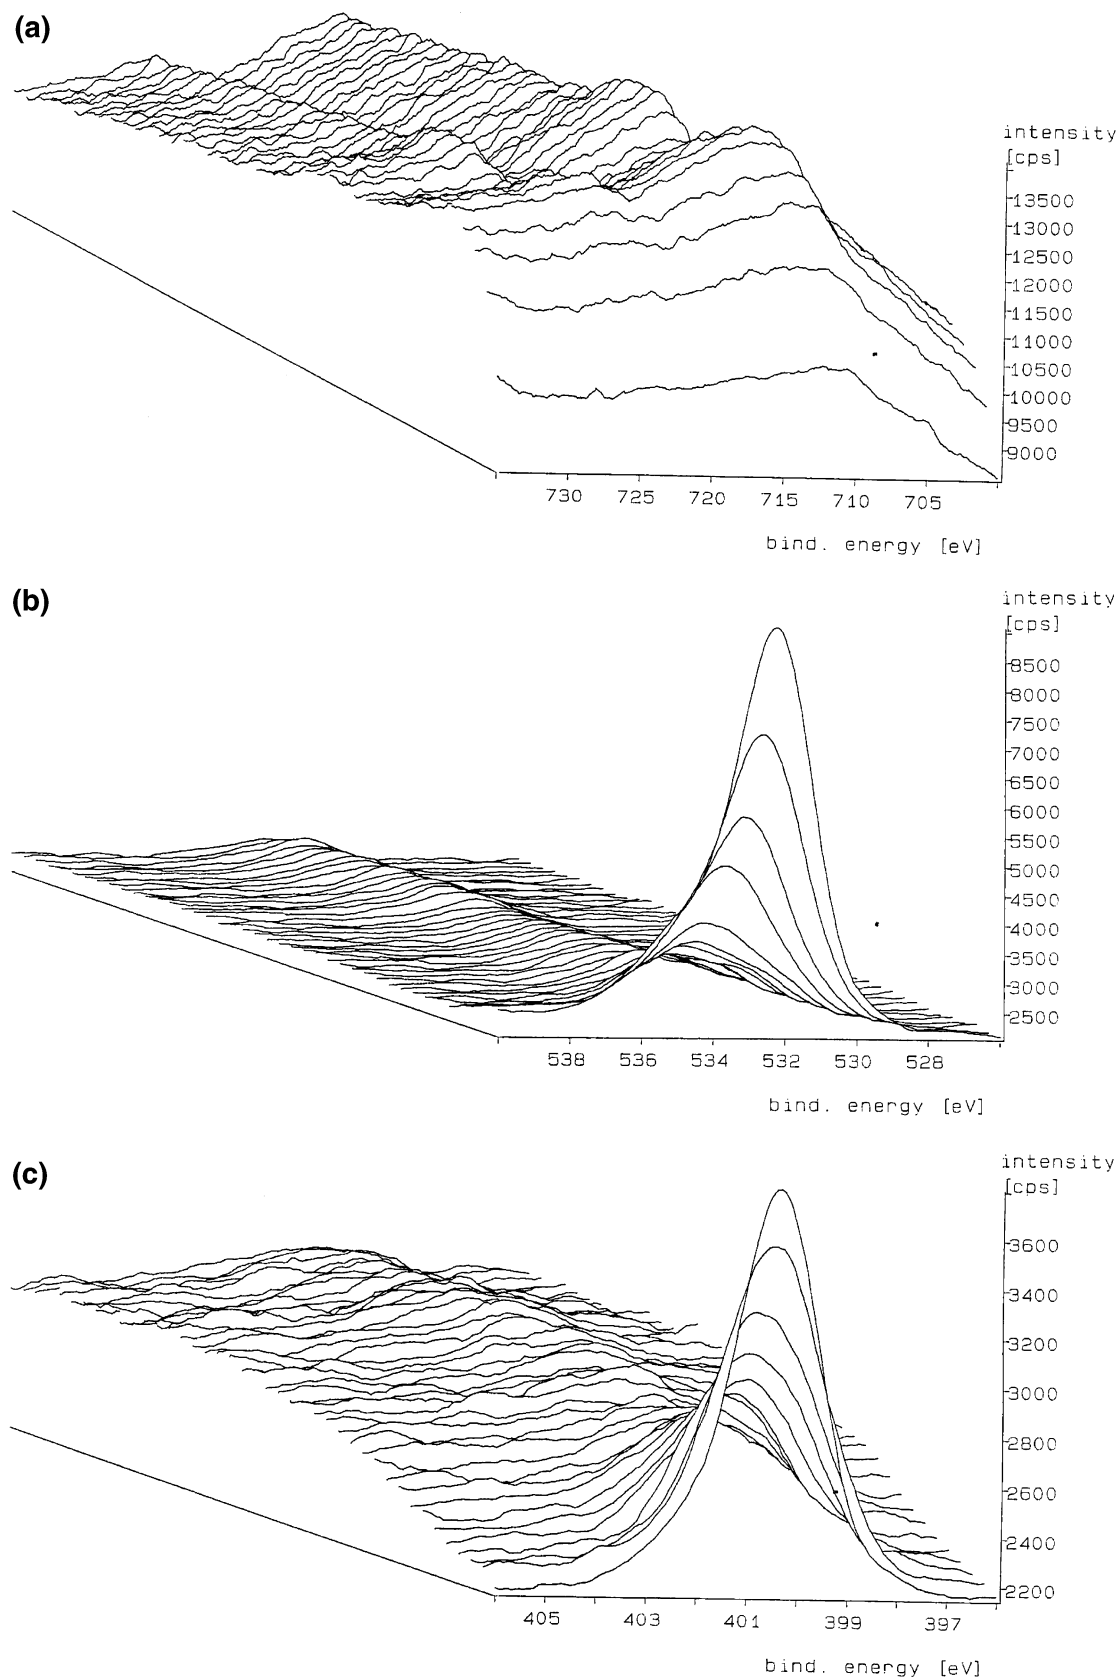 (a)
intensity
[cps]
13500
13000
12500
12000
11500
11000
10500
10000
9500
9000
730 725 720 715 710 705
bind. energy [eV]
(b)
intensity
[cps]
8500
8000
7500
7000
6500
6000
5500
5000
4500
4000
3500
3000
2500
538 536 534 532 530 528
bind. energy [eV]
(c)
intensity
[cps]
3600
3400
3200
3000
2800
2600
2400
2200
405 403 401 399 397
bind. energy [eV]